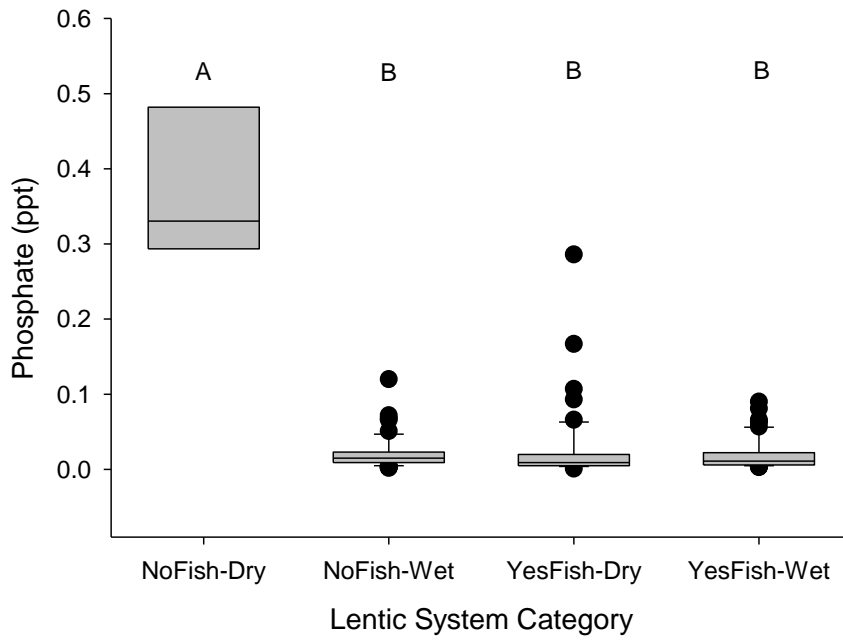 0.6
A B B B
0.5
0.4
0.3
0.2
0.1
0.0
Phosphate (ppt)
NoFish-Dry NoFish-Wet YesFish-Dry YesFish-Wet
Lentic System Category